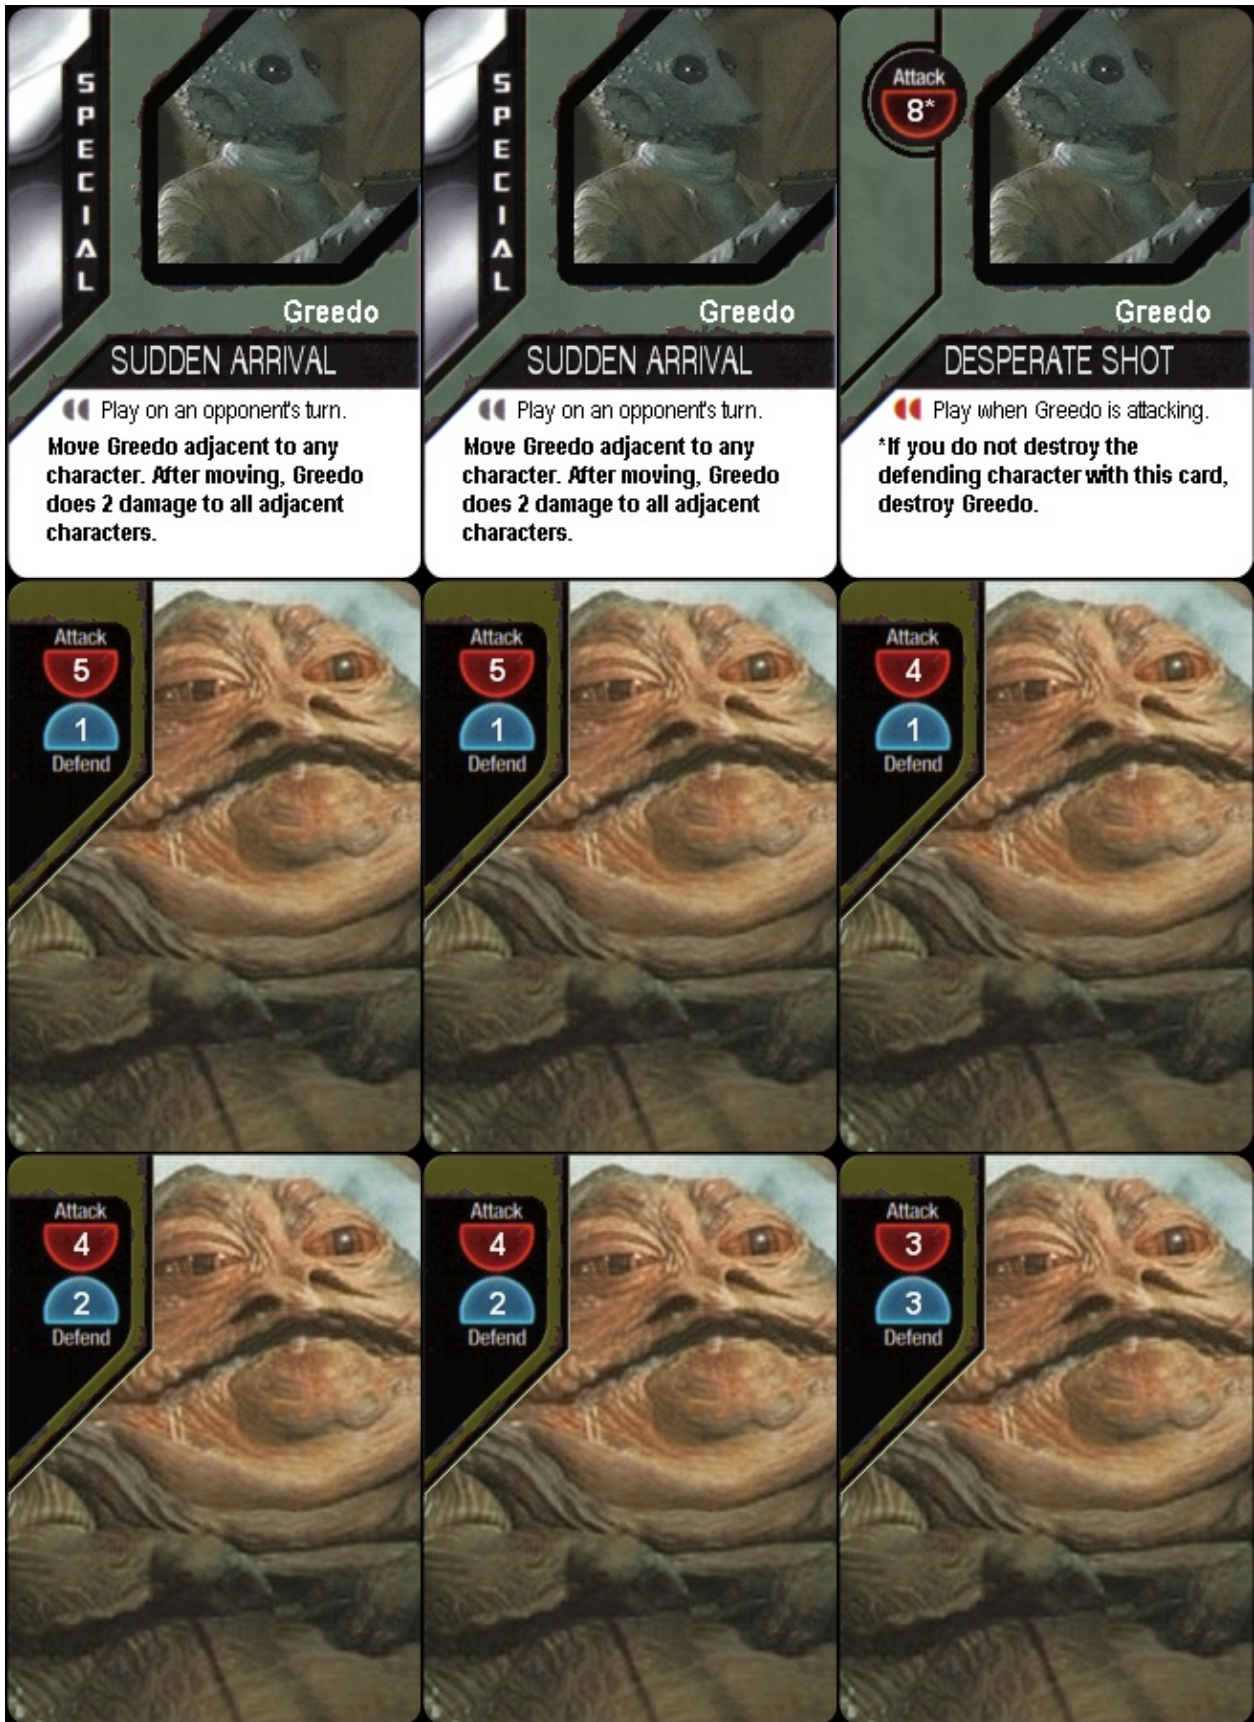 SPECIAL
Greedo
SUDDEN ARRIVAL
Play on an opponent's turn.
Move Greedo adjacent to any
character. After moving, Greedo
does 2 damage to all adjacent
characters.
SPECIAL
Greedo
SUDDEN ARRIVAL
Play on an opponent's turn.
Move Greedo adjacent to any
character. After moving, Greedo
does 2 damage to all adjacent
characters.
Attack
8*
Greedo
DESPERATE SHOT
Play when Greedo is attacking.
*If you do not destroy the
defending character with this card,
destroy Greedo.
Attack
5
1
Defend
Attack
5
1
Defend
Attack
4
1
Defend
Attack
4
2
Defend
Attack
4
2
Defend
Attack
3
3
Defend